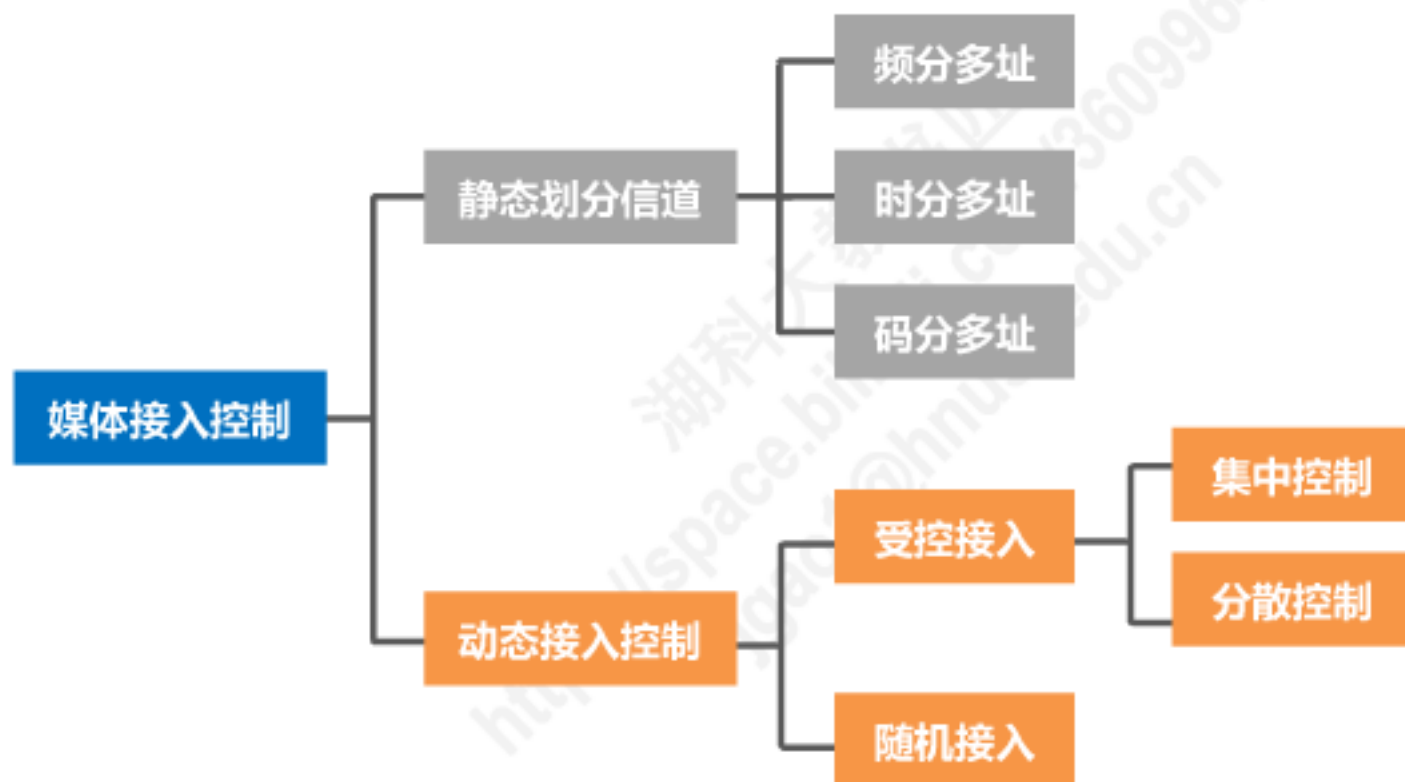 频分多址
静态划分信道
时分多址
码分多址
媒体接入控制
集中控制
受控接入
分散控制
动态接入控制
随机接入